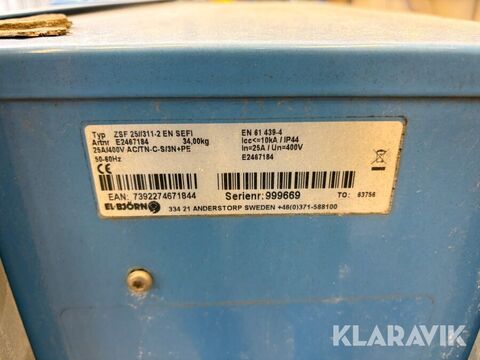 Typ ZSF 25//311-2 EN SEFI
Artnr E2467184 34,00kg
25A/400V AC/TN-C-S/3N+PE
50-60Hz
EN 61 439-4
Icc<=10kA / IP44
In=25A / Un=400V
E2467184
CE
EAN: 7392274671844
Serienr: 999669
TO: 63756
EL-BJÖRN
334 21 ANDERSTORP SWEDEN +46(0)371-588100
KLARAVIK